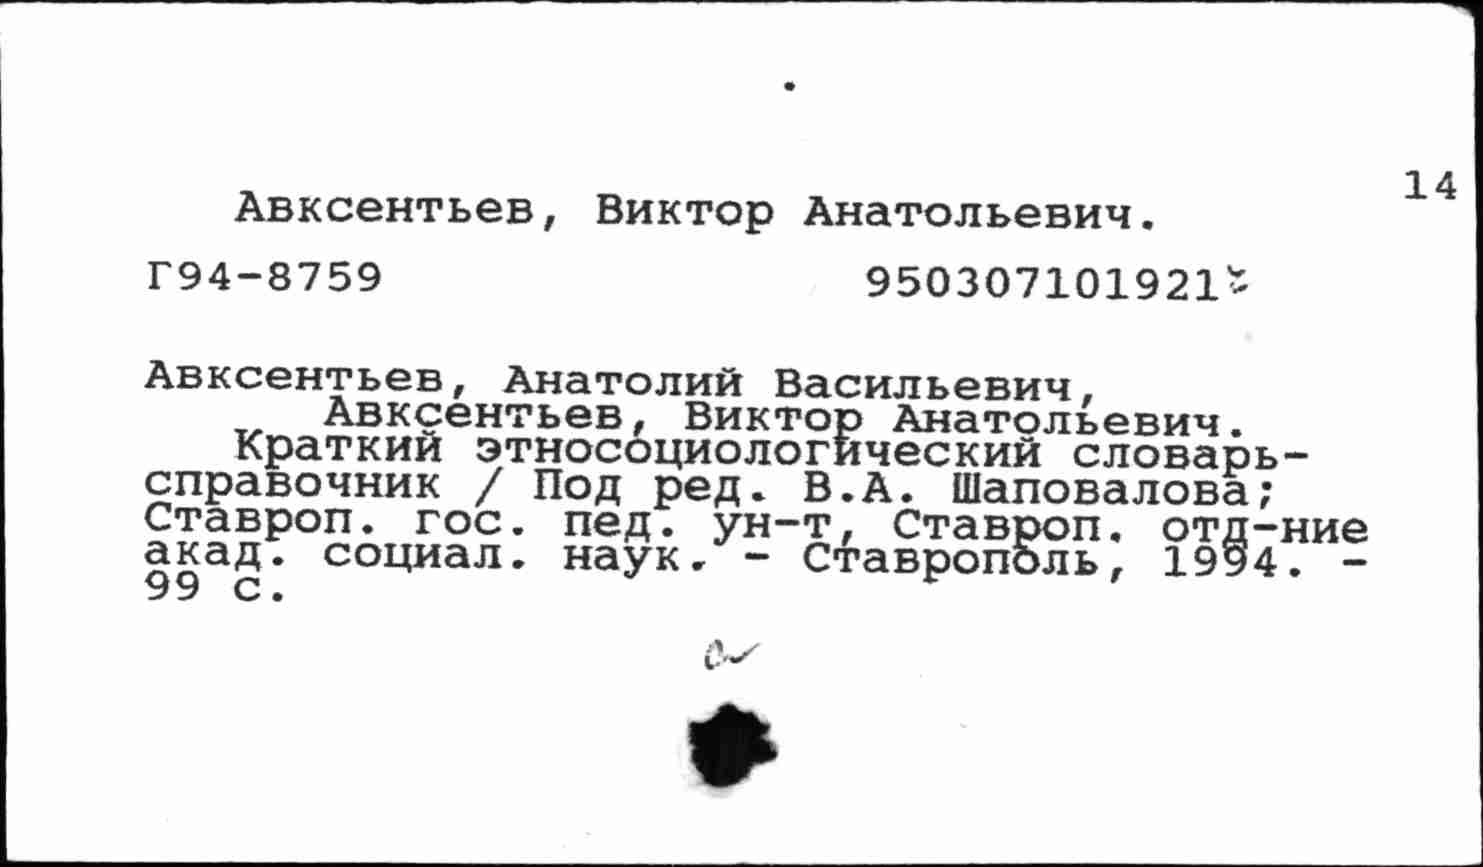 14
Авксентьев, Виктор Анатольевич.
Г94-8759 950307101921
Авксентьев, Анатолий Васильевич,
Авксентьев, Виктор Анатольевич.
Краткий этносоциологический словарь-
справочник / Под ред. В.А. Шаповалова;
Ставроп. гос. пед. ун-т, Ставроп. отд-ние
акад. социал. наук. - Ставрополь, 1994. -
99 с.